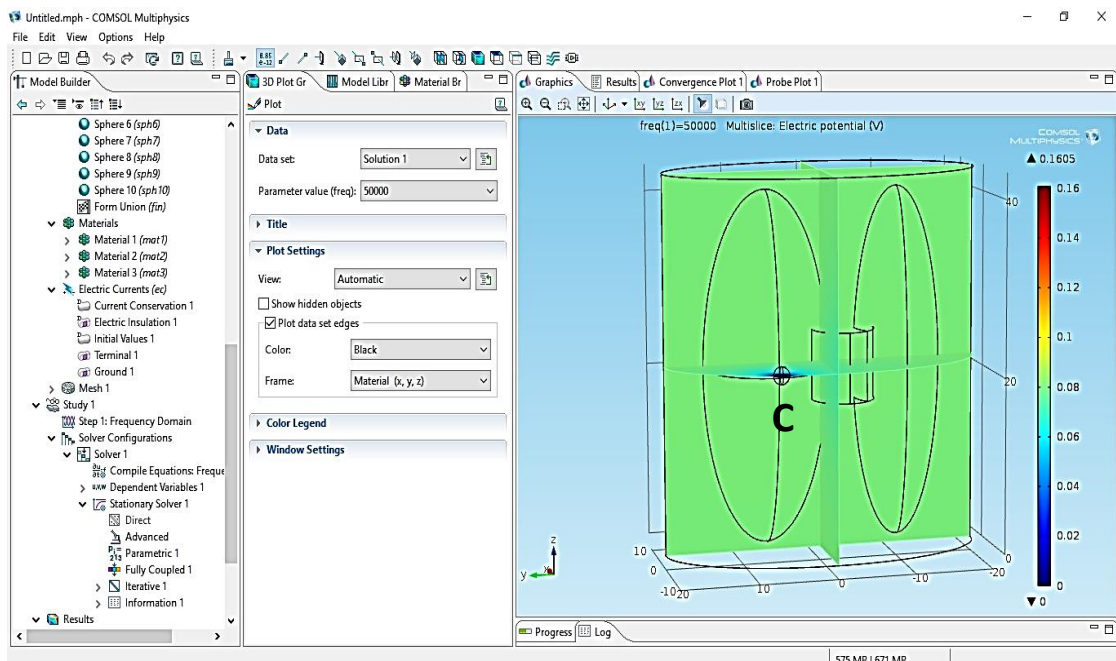 Untitled.mph - COMSOL Multiphysics
File Edit View Options Help
Model Builder
Sphere 6 (sph6)
Sphere 7 (sph7)
Sphere 8 (sph8)
Sphere 9 (sph9)
Sphere 10 (sph10)
Form Union (fin)
Materials
Material 1 (mat1)
Material 2 (mat2)
Material 3 (mat3)
Electric Currents (ec)
Current Conservation 1
Electric Insulation 1
Initial Values 1
Terminal 1
Ground 1
Mesh 1
Study 1
Step 1: Frequency Domain
Solver Configurations
Solver 1
Compile Equations: Freque
Dependent Variables 1
Stationary Solver 1
Direct
Advanced
Parametric 1
Fully Coupled 1
Iterative 1
Information 1
Results
3D Plot Gr Model Libr Material Br
Plot
Data
Data set: Solution 1
Parameter value (freq): 50000
Title
Plot Settings
View: Automatic
Show hidden objects
Plot data set edges
Color: Black
Frame: Material (x, y, z)
Color Legend
Window Settings
Graphics Results Convergence Plot 1 Probe Plot 1
xy yz zx
freq(1)=50000 Multislice: Electric potential (V)
COMSOL
MULTIPHYSICS
▲ 0.1605
0.16
0.14
0.12
0.1
0.08
0.06
0.04
0.02
0
▼ 0
40
20
0
C
10
0
-10
20
10
0
-10
-20
z
y
x
Progress Log
575 MB | 671 MB